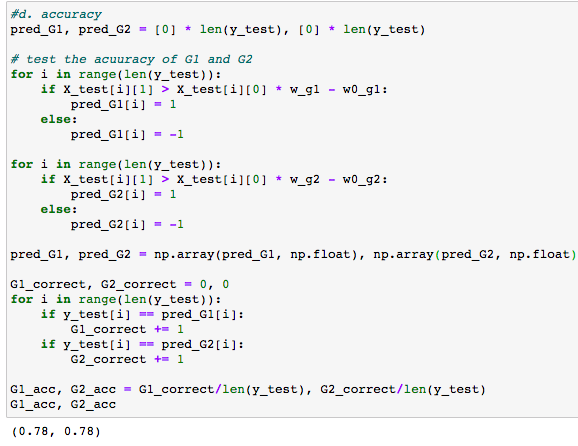 #d. accuracy
pred_G1, pred_G2 = [0] * len(y_test), [0] * len(y_test)

# test the acuuracy of G1 and G2
for i in range(len(y_test)):
    if X_test[i][1] > X_test[i][0] * w_g1 - w0_g1:
        pred_G1[i] = 1
    else:
        pred_G1[i] = -1

for i in range(len(y_test)):
    if X_test[i][1] > X_test[i][0] * w_g2 - w0_g2:
        pred_G2[i] = 1
    else:
        pred_G2[i] = -1

pred_G1, pred_G2 = np.array(pred_G1, np.float), np.array(pred_G2, np.float)

G1_correct, G2_correct = 0, 0
for i in range(len(y_test)):
    if y_test[i] == pred_G1[i]:
        G1_correct += 1
    if y_test[i] == pred_G2[i]:
        G2_correct += 1

G1_acc, G2_acc = G1_correct/len(y_test), G2_correct/len(y_test)
G1_acc, G2_acc

(0.78, 0.78)